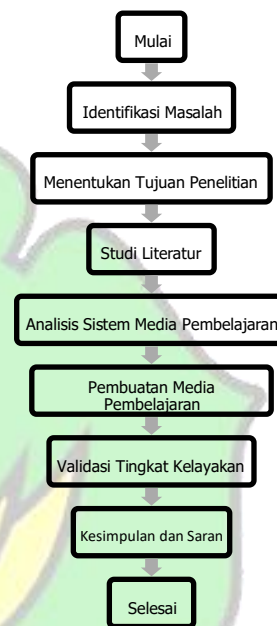 Mulai
Identifikasi Masalah
Menentukan Tujuan Penelitian
Studi Literatur
Analisis Sistem Media Pembelajaran
Pembuatan Media
Pembelajaran
Validasi Tingkat Kelayakan
Kesimpulan dan Saran
Selesai